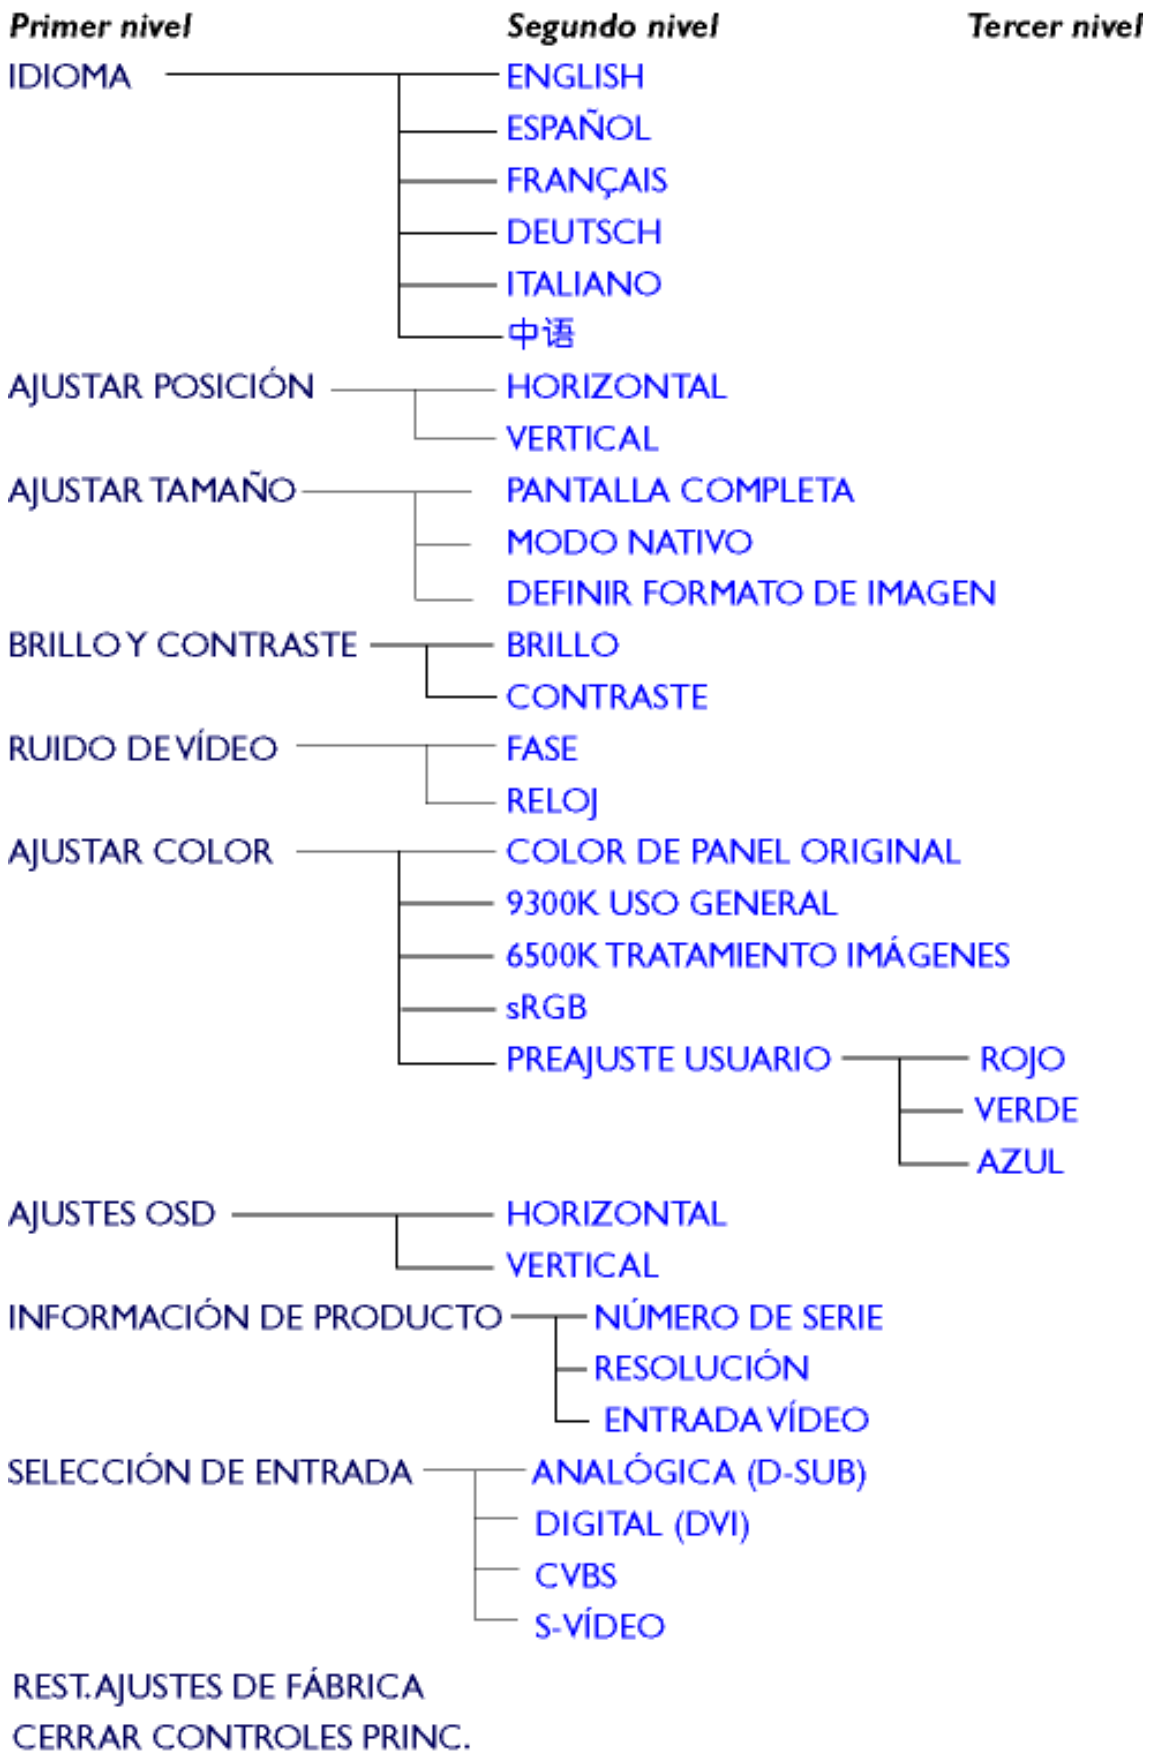 Primer nivel Segundo nivel Tercer nivel
IDIOMA ENGLISH
ESPAÑOL
FRANÇAIS
DEUTSCH
ITALIANO
中语
AJUSTAR POSICIÓN HORIZONTAL
VERTICAL
AJUSTAR TAMAÑO PANTALLA COMPLETA
MODO NATIVO
DEFINIR FORMATO DE IMAGEN
BRILLO Y CONTRASTE BRILLO
CONTRASTE
RUIDO DE VÍDEO FASE
RELOJ
AJUSTAR COLOR COLOR DE PANEL ORIGINAL
9300K USO GENERAL
6500K TRATAMIENTO IMÁGENES
sRGB
PREAJUSTE USUARIO ROJO
VERDE
AZUL
AJUSTES OSD HORIZONTAL
VERTICAL
INFORMACIÓN DE PRODUCTO NÚMERO DE SERIE
RESOLUCIÓN
ENTRADA VÍDEO
SELECCIÓN DE ENTRADA ANALÓGICA (D-SUB)
DIGITAL (DVI)
CVBS
S-VÍDEO
REST. AJUSTES DE FÁBRICA
CERRAR CONTROLES PRINC.